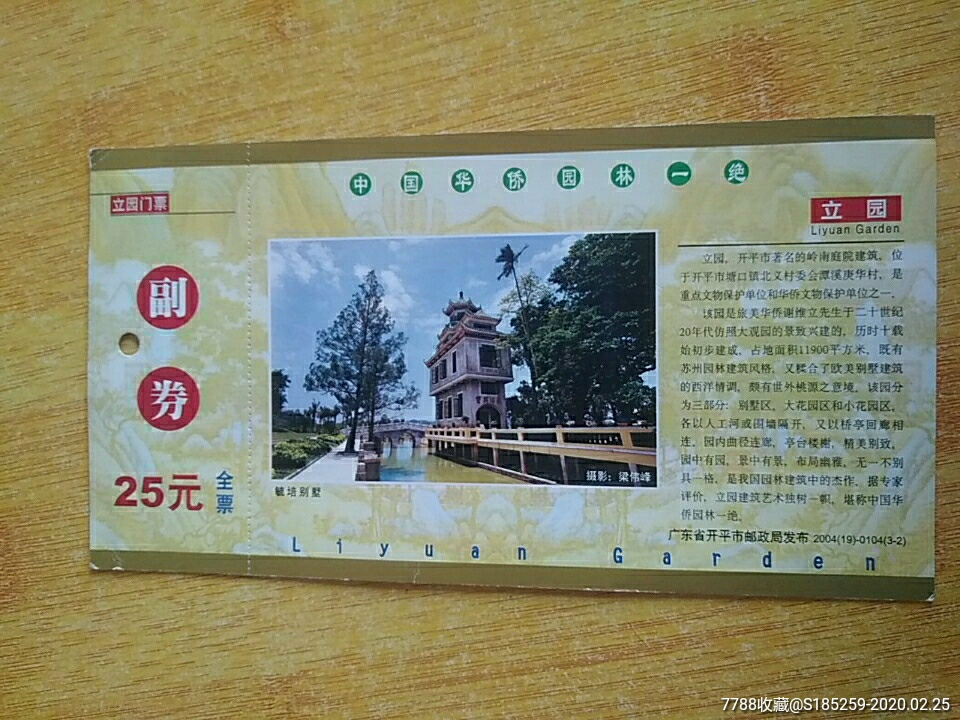 中国华侨园林一绝
立园门票
副
券
25元
全票
摄影：梁伟峰
毓培别墅
立园
Liyuan Garden
立园，开平市著名的岭南庭院建筑，位
于开平市塘口镇北义村委会潭溪庚华村，是
重点文物保护单位和华侨文物保护单位之一。
该园是旅美华侨谢维立先生于二十世纪
20年代仿照大观园的景致兴建的，历时十载
始初步建成，占地面积11900平方米，既有
苏州园林建筑风格，又糅合了欧美别墅建筑
的西洋情调，颇有世外桃源之意境，该园分
为三部分：别墅区、大花园区和小花园区，
各以人工河或围墙隔开，又以桥亭回廊相
连，园内曲径连廊，亭台楼榭，精美别致，
园中有园，景中有景，布局幽雅，无一不别
具一格，是我国园林建筑中的杰作，据专家
评价，立园建筑艺术独树一帜，堪称中国华
侨园林一绝。
广东省开平市邮政局发布 2004(19)-0104(3-2)
Liyuan Garden
7788收藏@S185259-2020.02.25